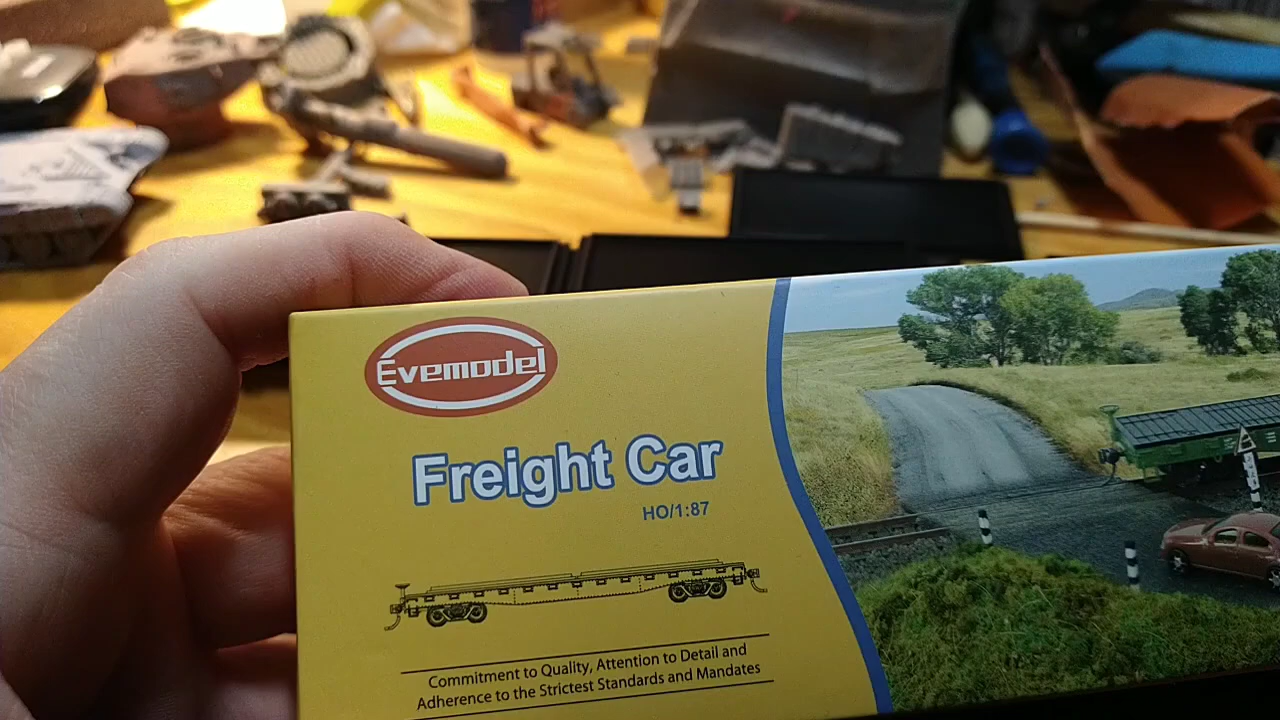 Evemodel
Freight Car
HO/1:87
Commitment to Quality, Attention to Detail and
Adherence to the Strictest Standards and Mandates